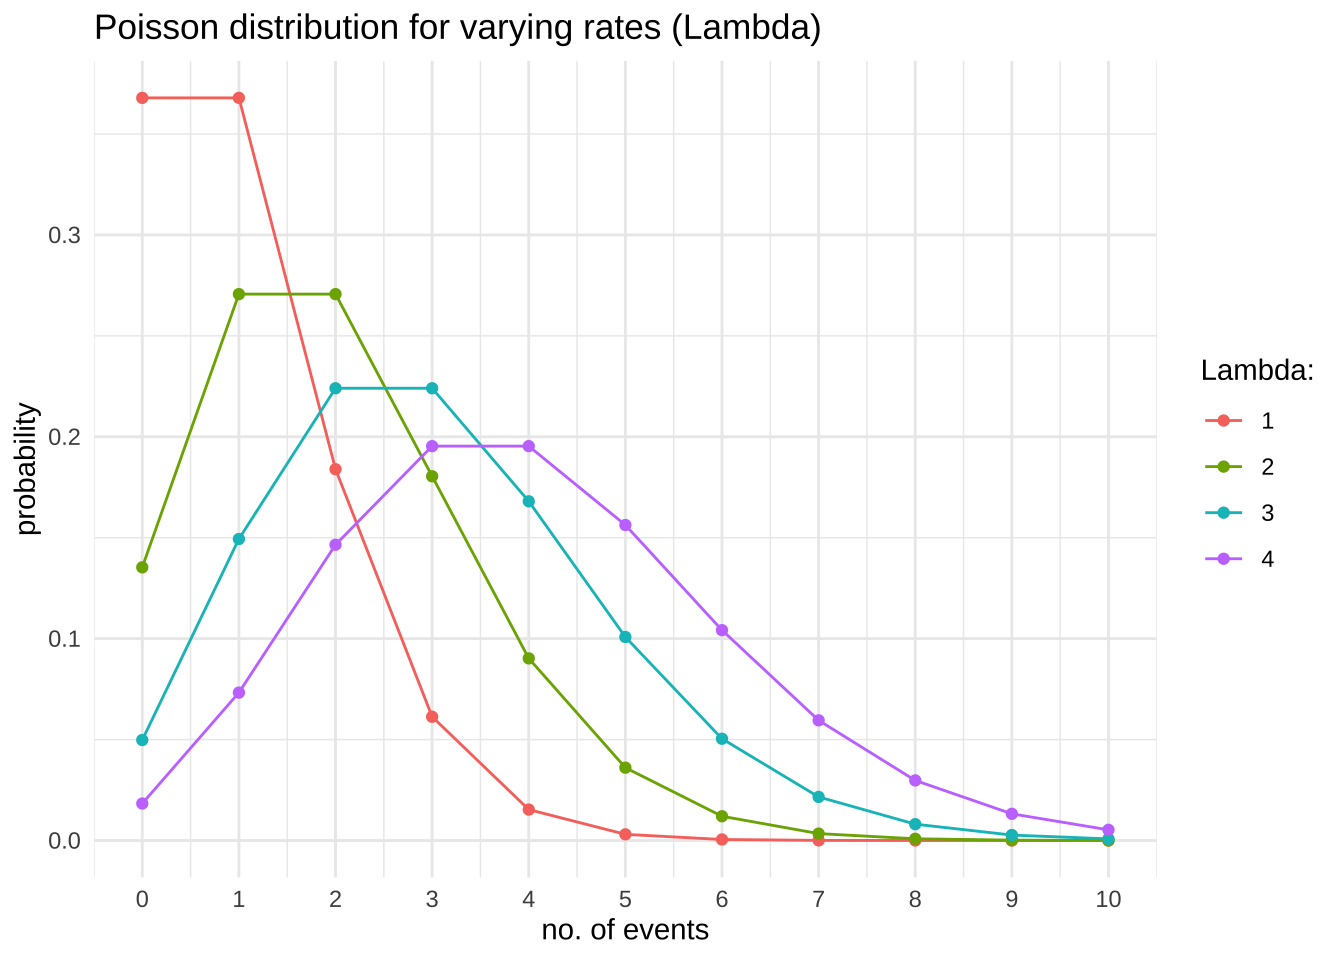 Poisson distribution for varying rates (Lambda)
probability
0.3
0.2
0.1
0.0
0 1 2 3 4 5 6 7 8 9 10
no. of events
Lambda:
1
2
3
4